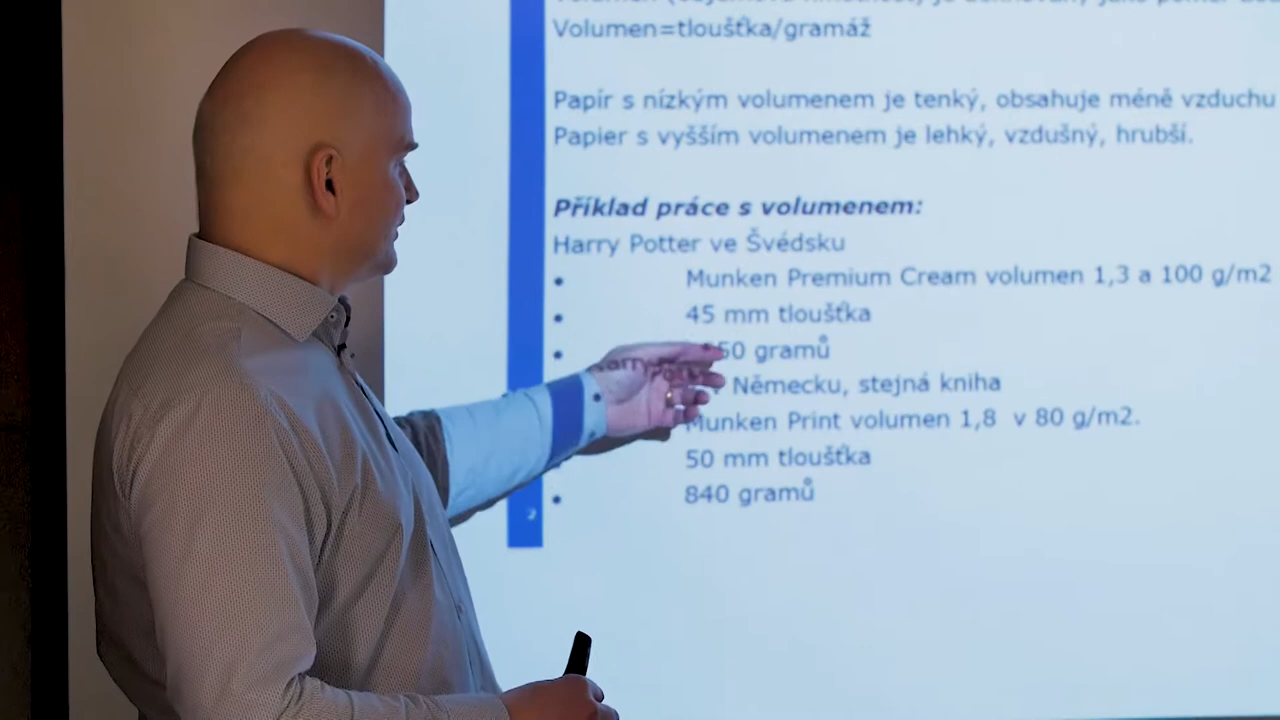 Volumen=tloušťka/gramáž
Papír s nízkým volumenem je tenký, obsahuje méně vzduchu
Papier s vyšším volumenem je lehký, vzdušný, hrubší.
Příklad práce s volumenem:
Harry Potter ve Švédsku
• Munken Premium Cream volumen 1,3 a 100 g/m2
• 45 mm tloušťka
• gramů
Německu, stejná kniha
Munken Print volumen 1,8 v 80 g/m2.
50 mm tloušťka
• 840 gramů